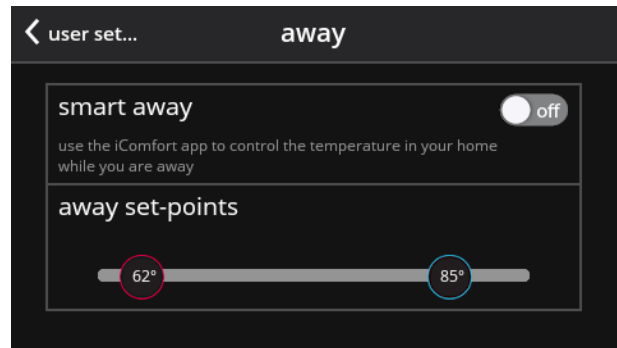 user set...
away
smart away
off
use the iComfort app to control the temperature in your home
while you are away
away set-points
62°
85°